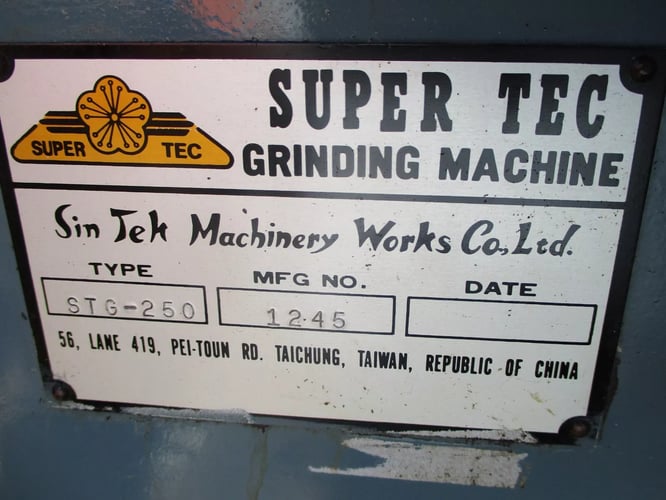 SUPER TEC
SUPER TEC
GRINDING MACHINE
Sin Tek Machinery Works Co., Ltd.
TYPE MFG NO. DATE
STG-250 1245
56, LANE 419, PEI-TOUN RD. TAICHUNG, TAIWAN, REPUBLIC OF CHINA